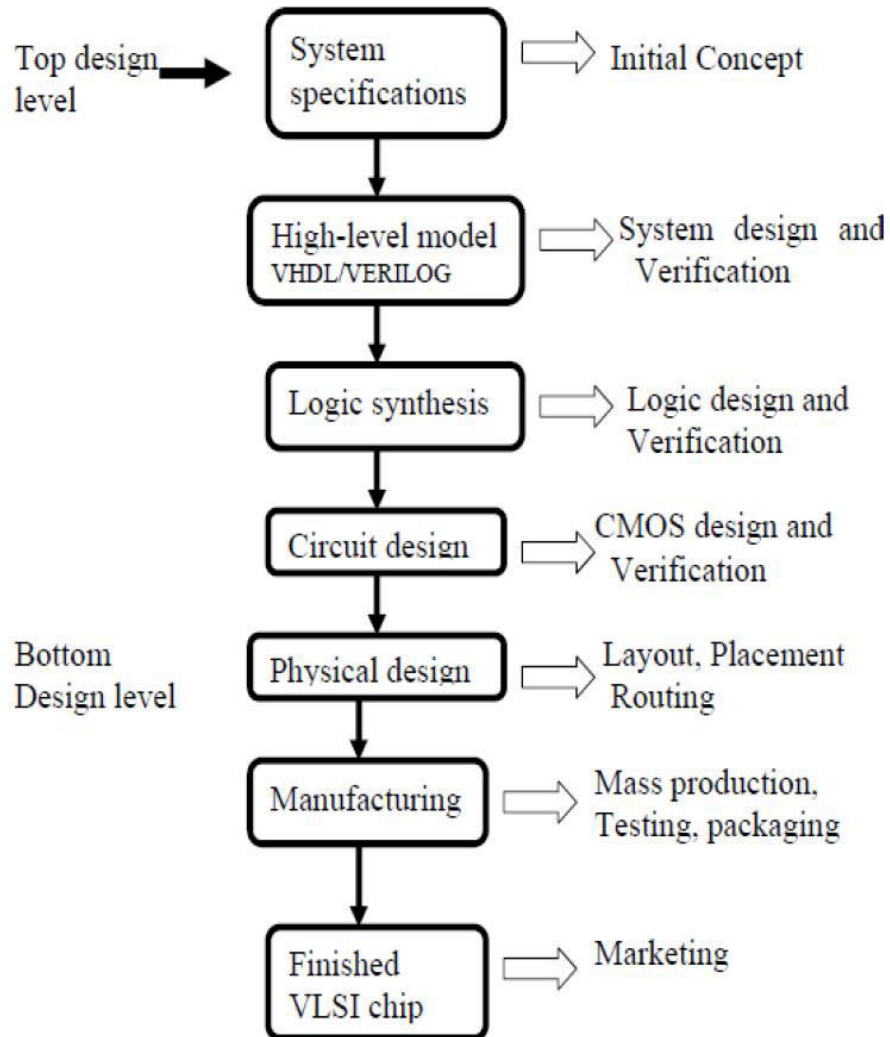 Top design
level
System
specifications
Initial Concept
High-level model
VHDL/VERILOG
System design and
Verification
Logic synthesis
Logic design and
Verification
Circuit design
CMOS design and
Verification
Bottom
Design level
Physical design
Layout, Placement
Routing
Manufacturing
Mass production,
Testing, packaging
Finished
VLSI chip
Marketing